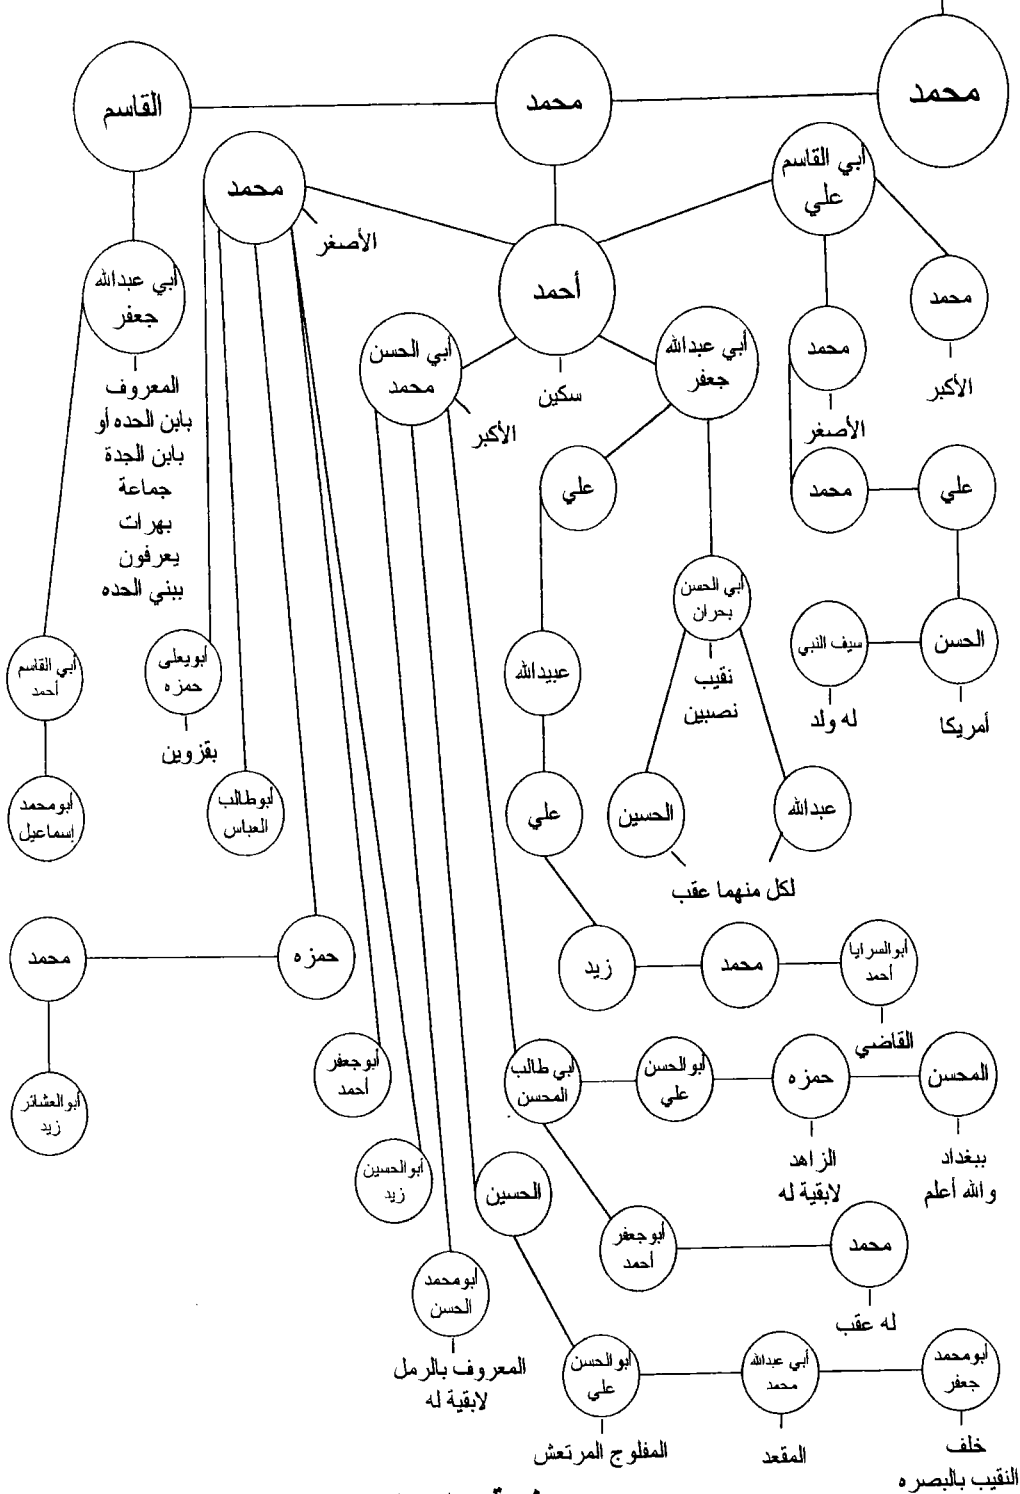 محمد
محمد
القاسم
أبي القاسم
علي
محمد
الأصغر
أحمد
سكين
محمد
الأكبر
أبي عبدالله
جعفر
المعروف
بابن الحده أو
بابن الجدة
جماعة
بهرات
يعرفون
ببني الحده
محمد
الأصغر
أبي عبدالله
جعفر
أبي الحسن
محمد
الأكبر
علي
محمد
علي
أبي الحسن
بحران
نقيب
نصبين
الحسن
أمريكا
سيف النبي
له ولد
عبيدالله
أبويعلى
حمزه
بقزوين
أبي القاسم
أحمد
عبدالله
الحسين
لكل منهما عقب
علي
أبوطالب
العباس
أبومحمد
إسماعيل
أبوالسرايا
أحمد
القاضي
محمد
زيد
حمزه
محمد
المحسن
ببغداد
والله أعلم
حمزه
الزاهد
لابقية له
أبوالحسن
علي
أبي طالب
المحسن
أبوجعفر
أحمد
أبوالعشائر
زيد
أبوالحسين
زيد
الحسين
محمد
له عقب
أبوجعفر
أحمد
أبومحمد
الحسن
المعروف بالرمل
لابقية له
أبومحمد
جعفر
خلف
النقيب بالبصره
أبي عبدالله
محمد
المقعد
أبوالحسن
علي
المفلوج المرتعش